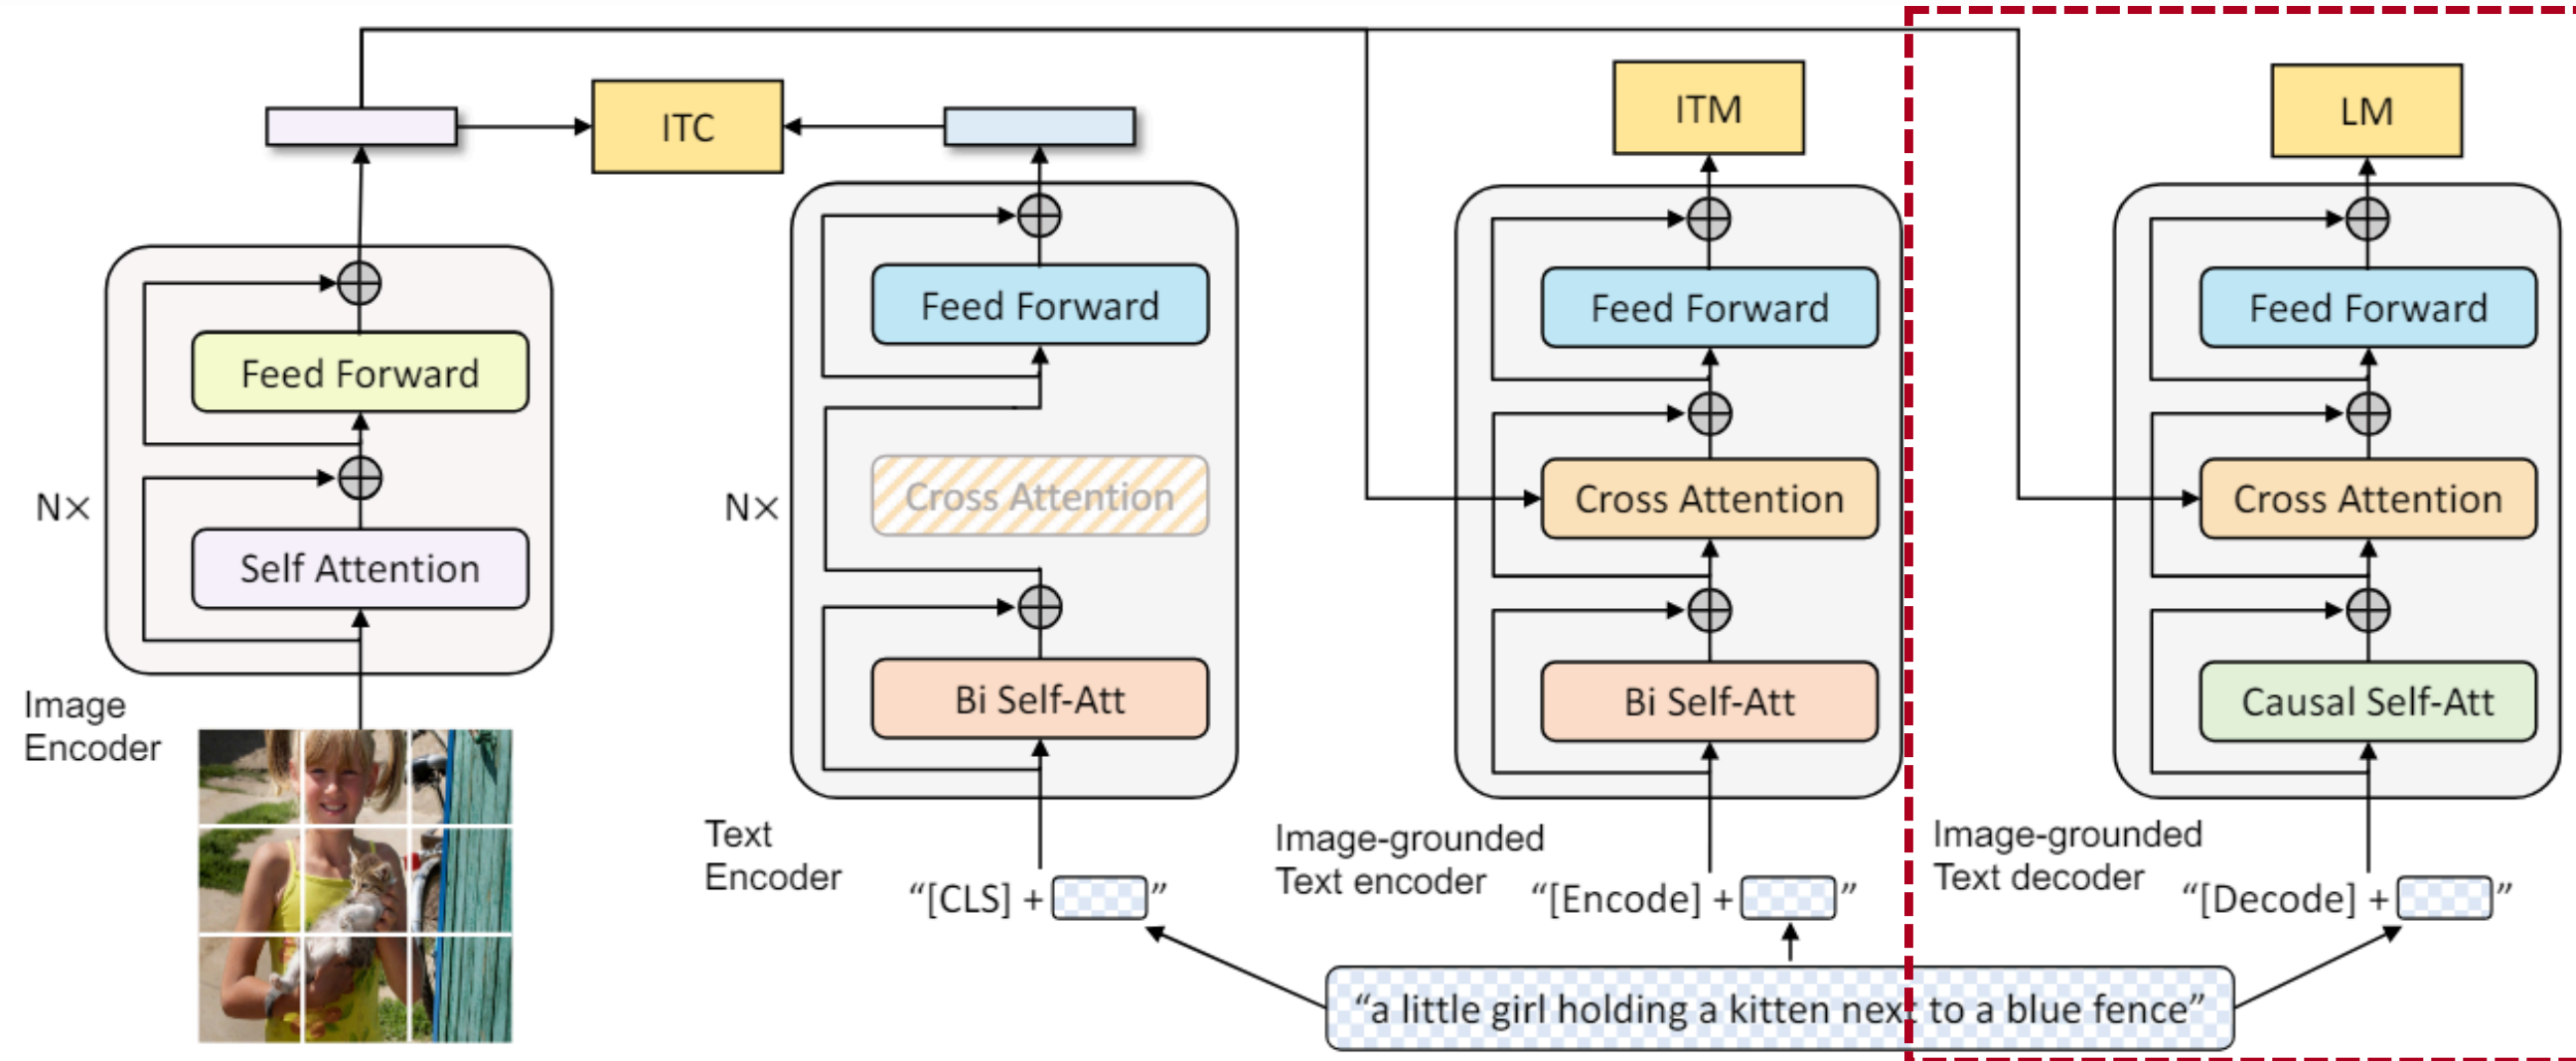 ITC
ITM
LM
N×
Feed Forward
Self Attention
Image
Encoder
N×
Feed Forward
Cross Attention
Bi Self-Att
Text
Encoder
“[CLS] + ”
Feed Forward
Cross Attention
Bi Self-Att
Image-grounded
Text encoder
“[Encode] + ”
Feed Forward
Cross Attention
Causal Self-Att
Image-grounded
Text decoder
“[Decode] + ”
“a little girl holding a kitten next to a blue fence”